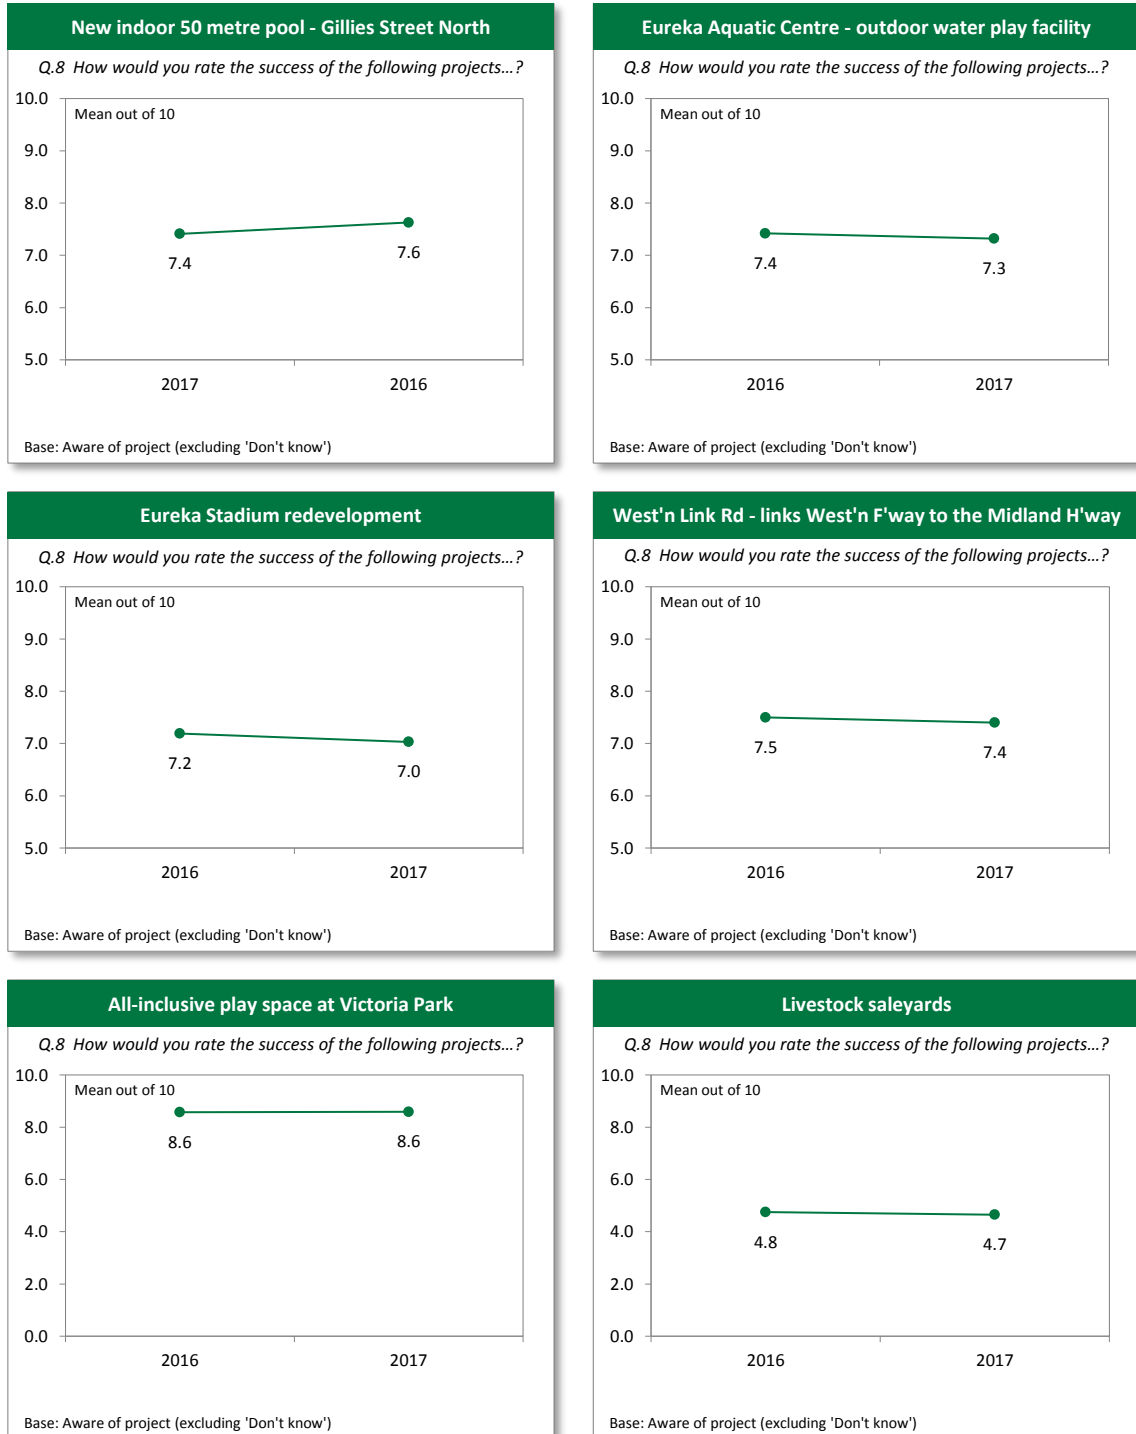 New indoor 50 metre pool - Gillies Street North
Q.8 How would you rate the success of the following projects...?
Mean out of 10
10.0
9.0
8.0
7.0
6.0
5.0
7.4
7.6
2017
2016
Base: Aware of project (excluding 'Don't know')
Eureka Aquatic Centre - outdoor water play facility
Q.8 How would you rate the success of the following projects...?
Mean out of 10
10.0
9.0
8.0
7.0
6.0
5.0
7.4
7.3
2016
2017
Base: Aware of project (excluding 'Don't know')
Eureka Stadium redevelopment
Q.8 How would you rate the success of the following projects...?
Mean out of 10
10.0
9.0
8.0
7.0
6.0
5.0
7.2
7.0
2016
2017
Base: Aware of project (excluding 'Don't know')
West'n Link Rd - links West'n F'way to the Midland H'way
Q.8 How would you rate the success of the following projects...?
Mean out of 10
10.0
9.0
8.0
7.0
6.0
5.0
7.5
7.4
2016
2017
Base: Aware of project (excluding 'Don't know')
All-inclusive play space at Victoria Park
Q.8 How would you rate the success of the following projects...?
Mean out of 10
10.0
8.0
6.0
4.0
2.0
0.0
8.6
8.6
2016
2017
Base: Aware of project (excluding 'Don't know')
Livestock saleyards
Q.8 How would you rate the success of the following projects...?
Mean out of 10
10.0
8.0
6.0
4.0
2.0
0.0
4.8
4.7
2016
2017
Base: Aware of project (excluding 'Don't know')